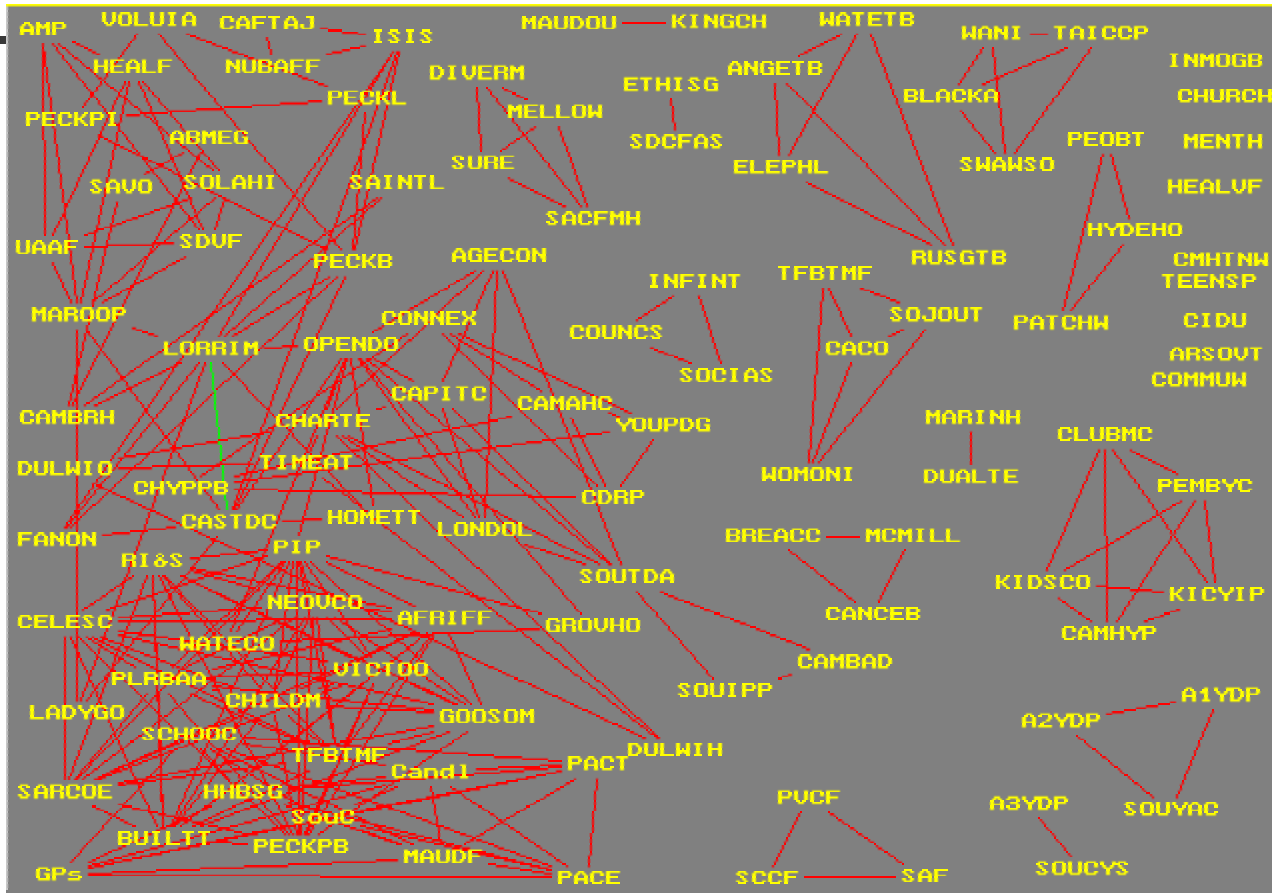 AMP VOLUIA CAFTAJ ISIS MAUDOU KINGCH WATETB WANI TAICCP
HEALF NUBAFF DIVERM ETHISG ANGETB INMOGB
PECKPI PECKL MELLOW BLACKA CHURCH
ABMEG SURE SDCFAS ELEPHL SWAWSO PEOBT MENTH
SAVO SOLAHI SAINTL HEALVF
UAAF SDVF PECKB SACFMH AGECON RUSGTB HYDEHO CMHTNW
INFINT TFBTMF TEENSP
MAROOP CONNEX COUNCS SOJOUT PATCHW CIDU
LORRIM OPENDO CACO ARSOVT
CAPITC SOCIAS COMMUW
CAMBRH CHARTE CAMAHC YOUPDG MARINH CLUBMC
DULWIO TIMEAT WOMONI DUALTE
CHYPPB CDRP PEMBYC
FANON CASTDC HOMETT LONDOL BREACC MCMILL
RI&S PIP SOUTDA KIDSCO KICYIP
CELESC NEOVCO AFRIFF GROVHO CANCEB CAMHYP
WATECO VICTOO CAMBAD
PLRBAA SOUIPP
LADYGO CHILDM GOOSOM A2YDP A1YDP
SCHOOC TFBTMF PACT DULWIH
SARCOE HHBSG Candl PVCF A3YDP SOUYAC
BUILTT SouC
PECKPB MAUDF
GPs PACE SCCF SAF SOUCYS